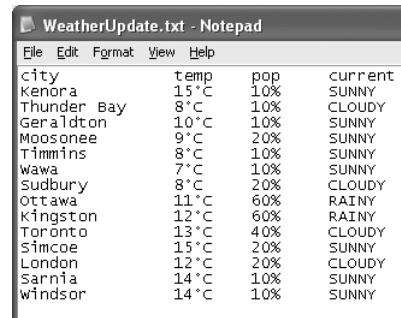 WeatherUpdate.txt - Notepad
File Edit Format View Help
city temp pop current
Kenora 15°C 10% SUNNY
Thunder Bay 8°C 10% CLOUDY
Geraldton 10°C 10% SUNNY
Moosonee 9°C 20% SUNNY
Timmins 8°C 10% SUNNY
Wawa 7°C 10% SUNNY
Sudbury 8°C 20% CLOUDY
Ottawa 11°C 60% RAINY
Kingston 12°C 60% RAINY
Toronto 13°C 40% CLOUDY
Simcoe 15°C 20% SUNNY
London 12°C 20% CLOUDY
Sarnia 14°C 10% SUNNY
Windsor 14°C 10% SUNNY